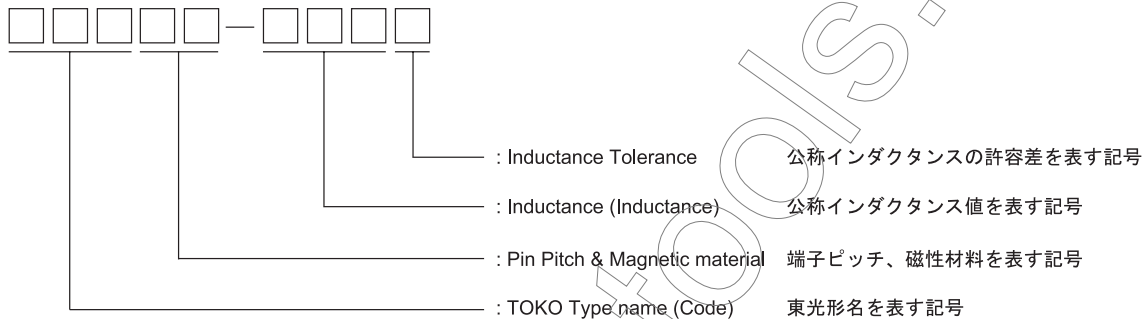 : Inductance Tolerance 公称インダクタンスの許容差を表す記号
: Inductance (Inductance) 公称インダクタンス値を表す記号
: Pin Pitch & Magnetic material 端子ピッチ、磁性材料を表す記号
: TOKO Type name (Code) 東光形名を表す記号
ools.
f